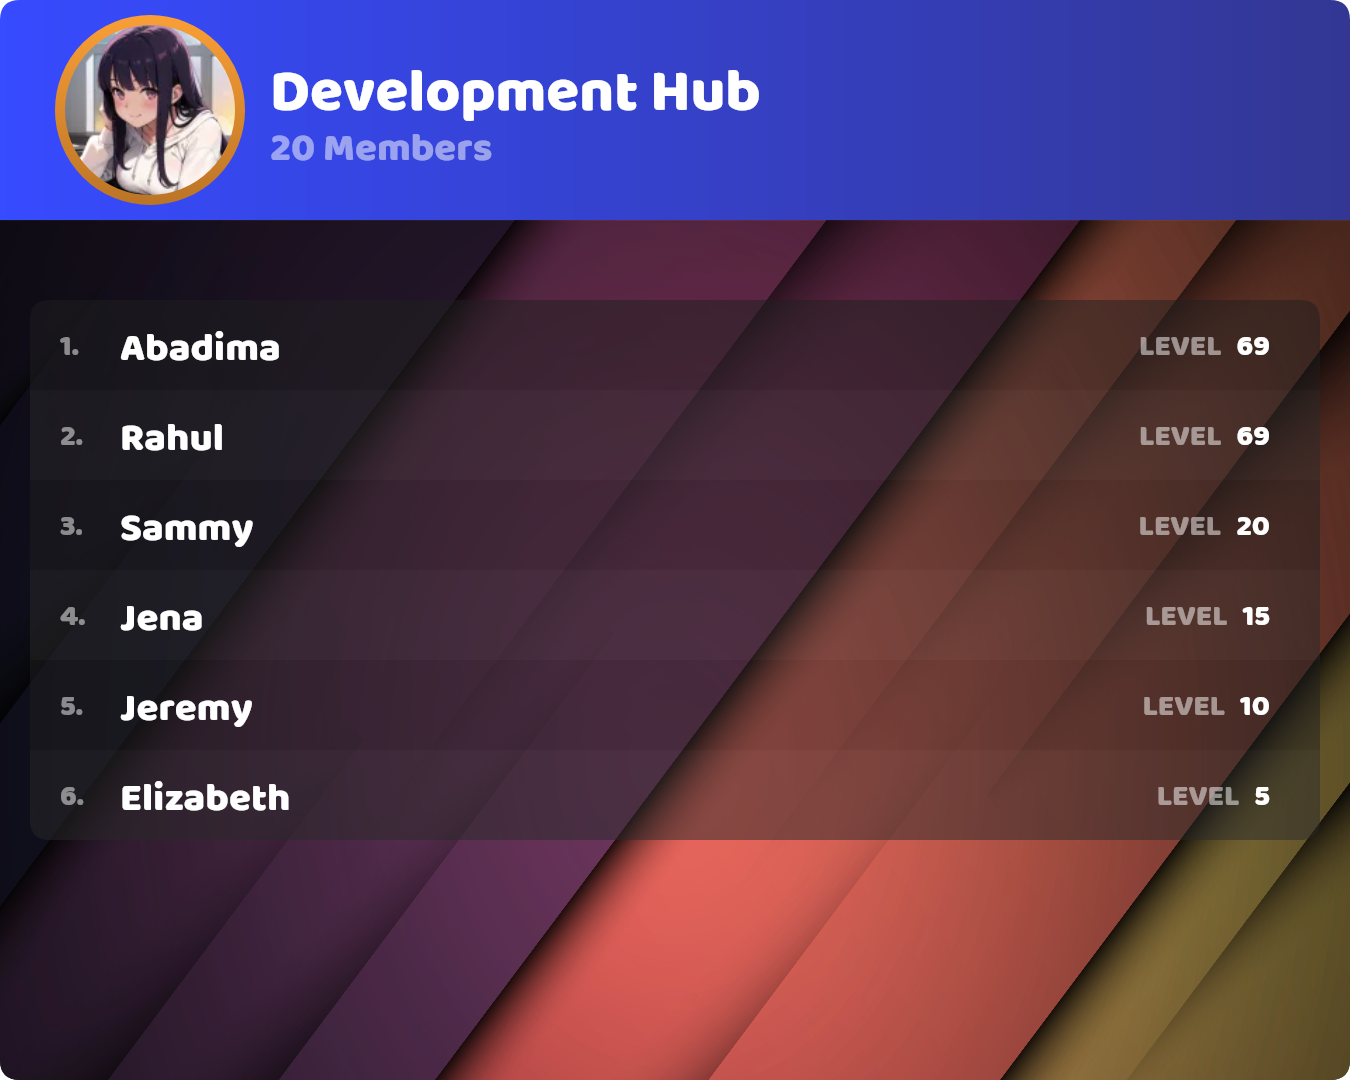 Development Hub
20 Members
1. Abadima LEVEL 69
2. Rahul LEVEL 69
3. Sammy LEVEL 20
4. Jena LEVEL 15
5. Jeremy LEVEL 10
6. Elizabeth LEVEL 5